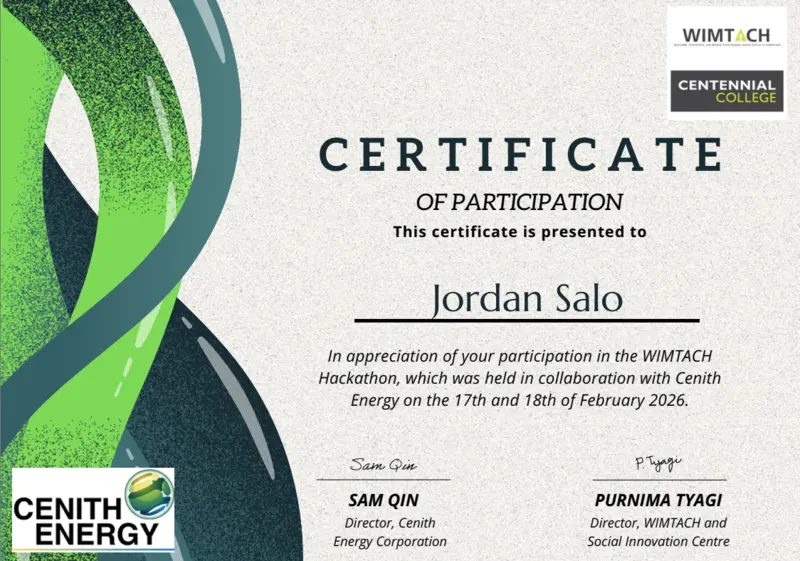 WIMTACH
CENTENNIAL
COLLEGE
CERTIFICATE
OF PARTICIPATION
This certificate is presented to
Jordan Salo
In appreciation of your participation in the WIMTACH
Hackathon, which was held in collaboration with Cenith
Energy on the 17th and 18th of February 2026.
Sam Qin
P. Tyagi
SAM QIN
PURNIMA TYAGI
Director, Cenith
Energy Corporation
Director, WIMTACH and
Social Innovation Centre
CENITH
ENERGY